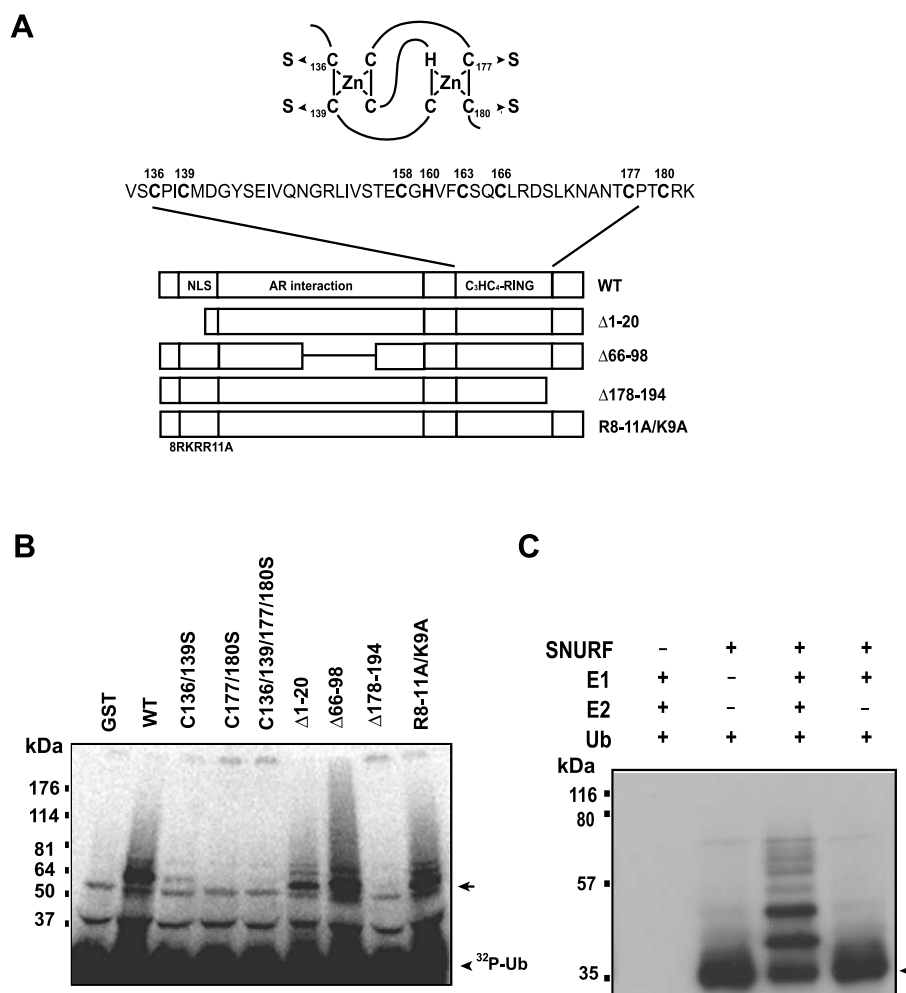 A
S C C H C S
136 Zn Zn 177
S C C C C S
139 180
136 139 158 160 163 166 177 180
VSCPICMDGYSEIVQNGRLIVSTECGHVFCSQCLRDSLKNANTCPTCRK
NLS AR interaction C₃HC₄-RING WT
Δ1-20
Δ66-98
Δ178-194
R8-11A/K9A
8RKRR11A
B
GST
WT
C136/139S
C177/180S
C136/139/177/180S
Δ1-20
Δ66-98
Δ178-194
R8-11A/K9A
kDa
176
114
81
64
50
37
³²P-Ub
C
SNURF – + + +
E1 + – + +
E2 + – + –
Ub + + + +
kDa
116
80
57
35